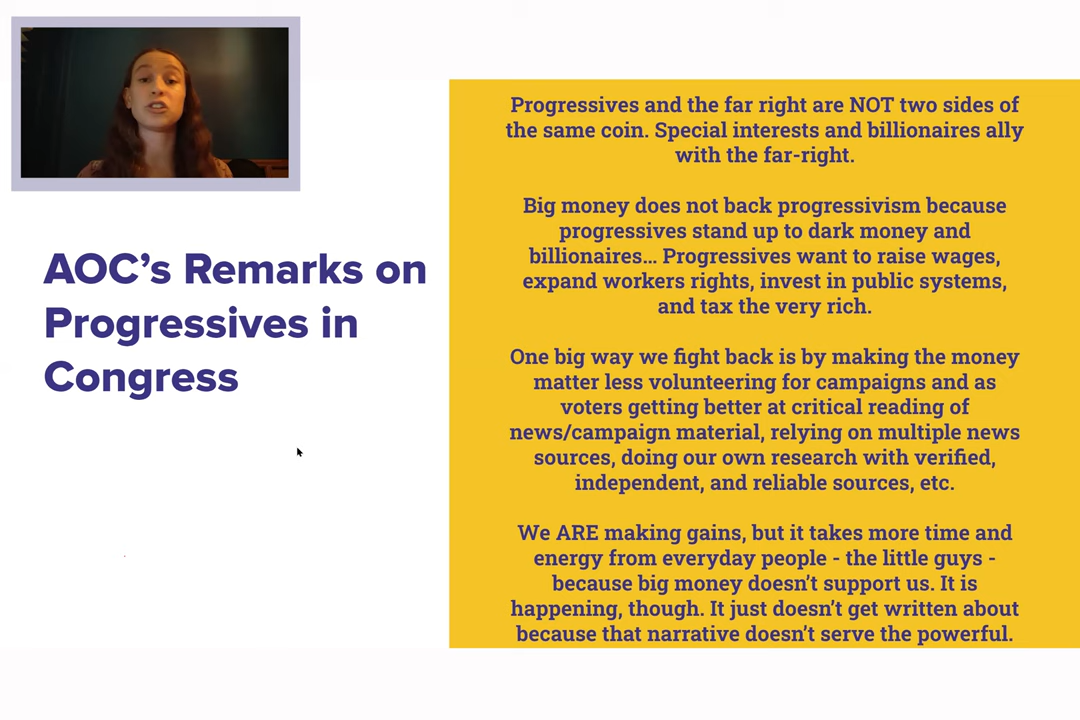 AOC’s Remarks on
Progressives in
Congress
Progressives and the far right are NOT two sides of
the same coin. Special interests and billionaires ally
with the far-right.
Big money does not back progressivism because
progressives stand up to dark money and
billionaires... Progressives want to raise wages,
expand workers rights, invest in public systems,
and tax the very rich.
One big way we fight back is by making the money
matter less volunteering for campaigns and as
voters getting better at critical reading of
news/campaign material, relying on multiple news
sources, doing our own research with verified,
independent, and reliable sources, etc.
We ARE making gains, but it takes more time and
energy from everyday people - the little guys -
because big money doesn’t support us. It is
happening, though. It just doesn’t get written about
because that narrative doesn’t serve the powerful.